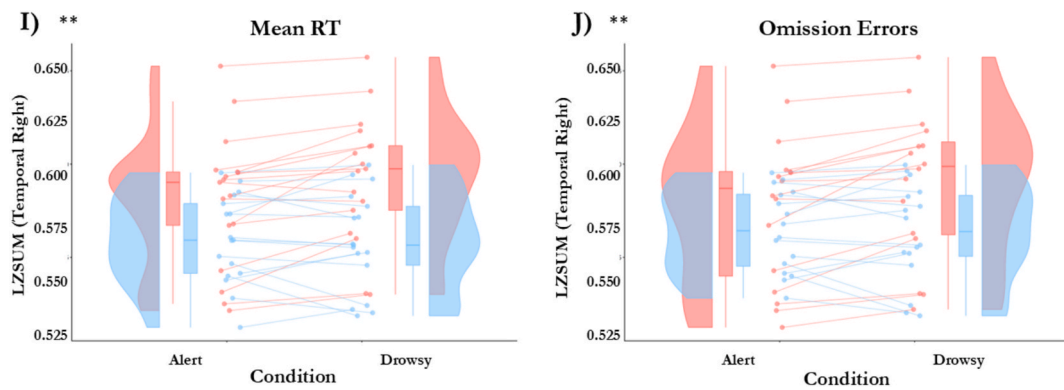 I) ** Mean RT
LZSUM (Temporal Right)
0.650
0.625
0.600
0.575
0.550
0.525
Alert Drowsy
Condition
J) ** Omission Errors
LZSUM (Temporal Right)
0.650
0.625
0.600
0.575
0.550
0.525
Alert Drowsy
Condition